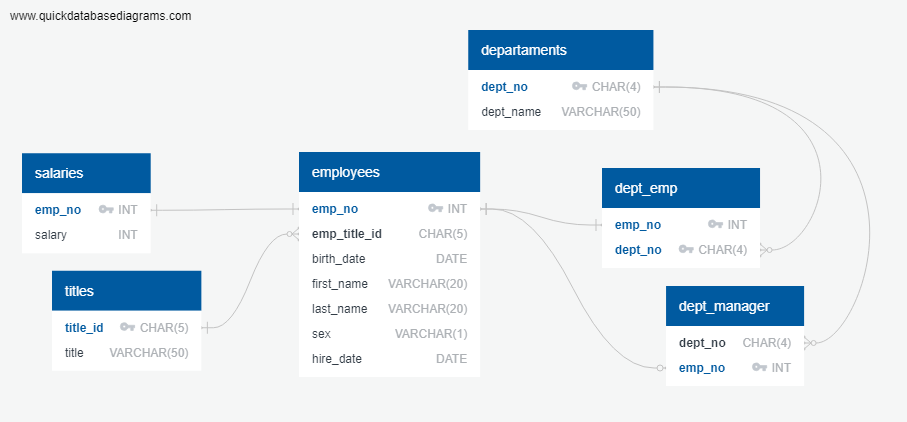 www.quickdatabasediagrams.com
departaments
dept_no CHAR(4)
dept_name VARCHAR(50)
salaries
emp_no INT
salary INT
employees
emp_no INT
emp_title_id CHAR(5)
birth_date DATE
first_name VARCHAR(20)
last_name VARCHAR(20)
sex VARCHAR(1)
hire_date DATE
dept_emp
emp_no INT
dept_no CHAR(4)
titles
title_id CHAR(5)
title VARCHAR(50)
dept_manager
dept_no CHAR(4)
emp_no INT